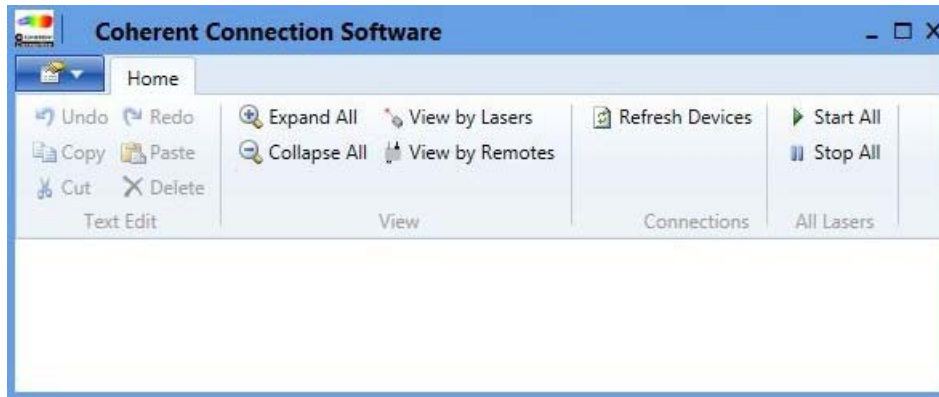 Coherent Connection Software
Home
Undo Redo
Copy Paste
Cut Delete
Text Edit
Expand All View by Lasers
Collapse All View by Remotes
View
Refresh Devices
Connections
Start All
Stop All
All Lasers